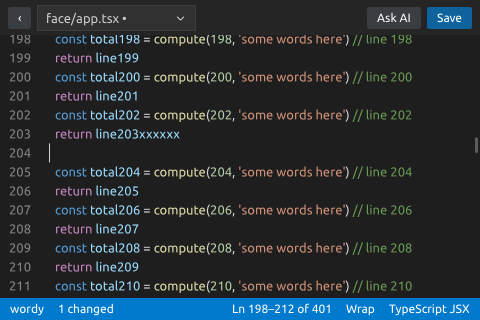 ‹ face/app.tsx • Ask AI Save
198 const total198 = compute(198, 'some words here') // line 198
199 return line199
200 const total200 = compute(200, 'some words here') // line 200
201 return line201
202 const total202 = compute(202, 'some words here') // line 202
203 return line203xxxxxx
204
205 const total204 = compute(204, 'some words here') // line 204
206 return line205
207 const total206 = compute(206, 'some words here') // line 206
208 return line207
209 const total208 = compute(208, 'some words here') // line 208
210 return line209
211 const total210 = compute(210, 'some words here') // line 210
wordy 1 changed Ln 198–212 of 401 Wrap TypeScript JSX